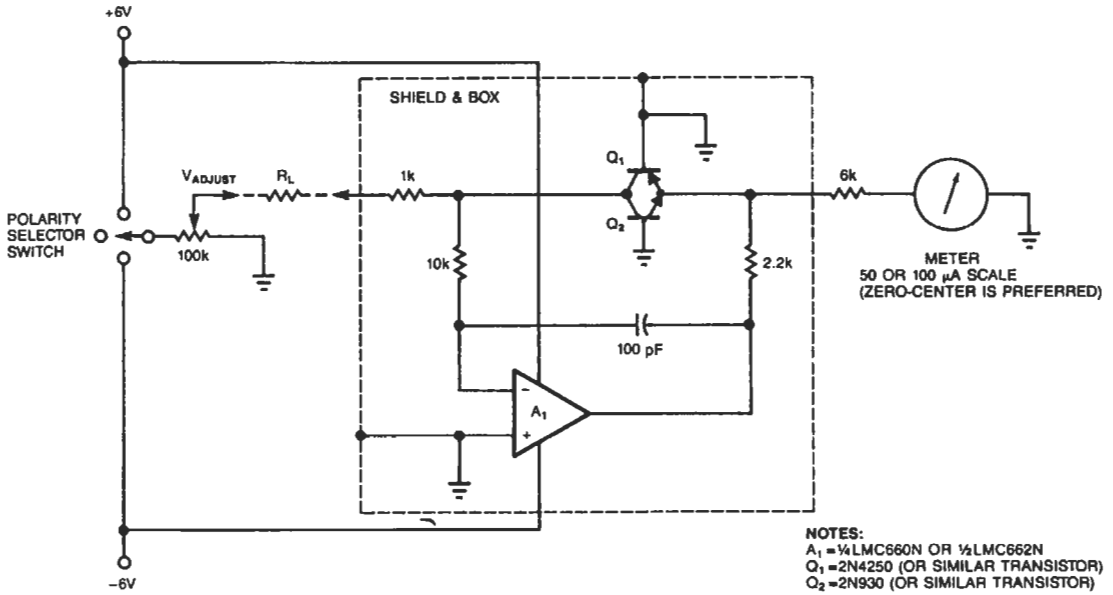 +6V
SHIELD & BOX
Q1
1k
6k
VADJUST
RL
POLARITY
SELECTOR
SWITCH
100k
Q2
10k
2.2k
METER
50 OR 100 µA SCALE
(ZERO-CENTER IS PREFERRED)
100 pF
−
A1
+
−6V
NOTES:
A1=¼LMC660N OR ½LMC662N
Q1=2N4250 (OR SIMILAR TRANSISTOR)
Q2=2N930 (OR SIMILAR TRANSISTOR)